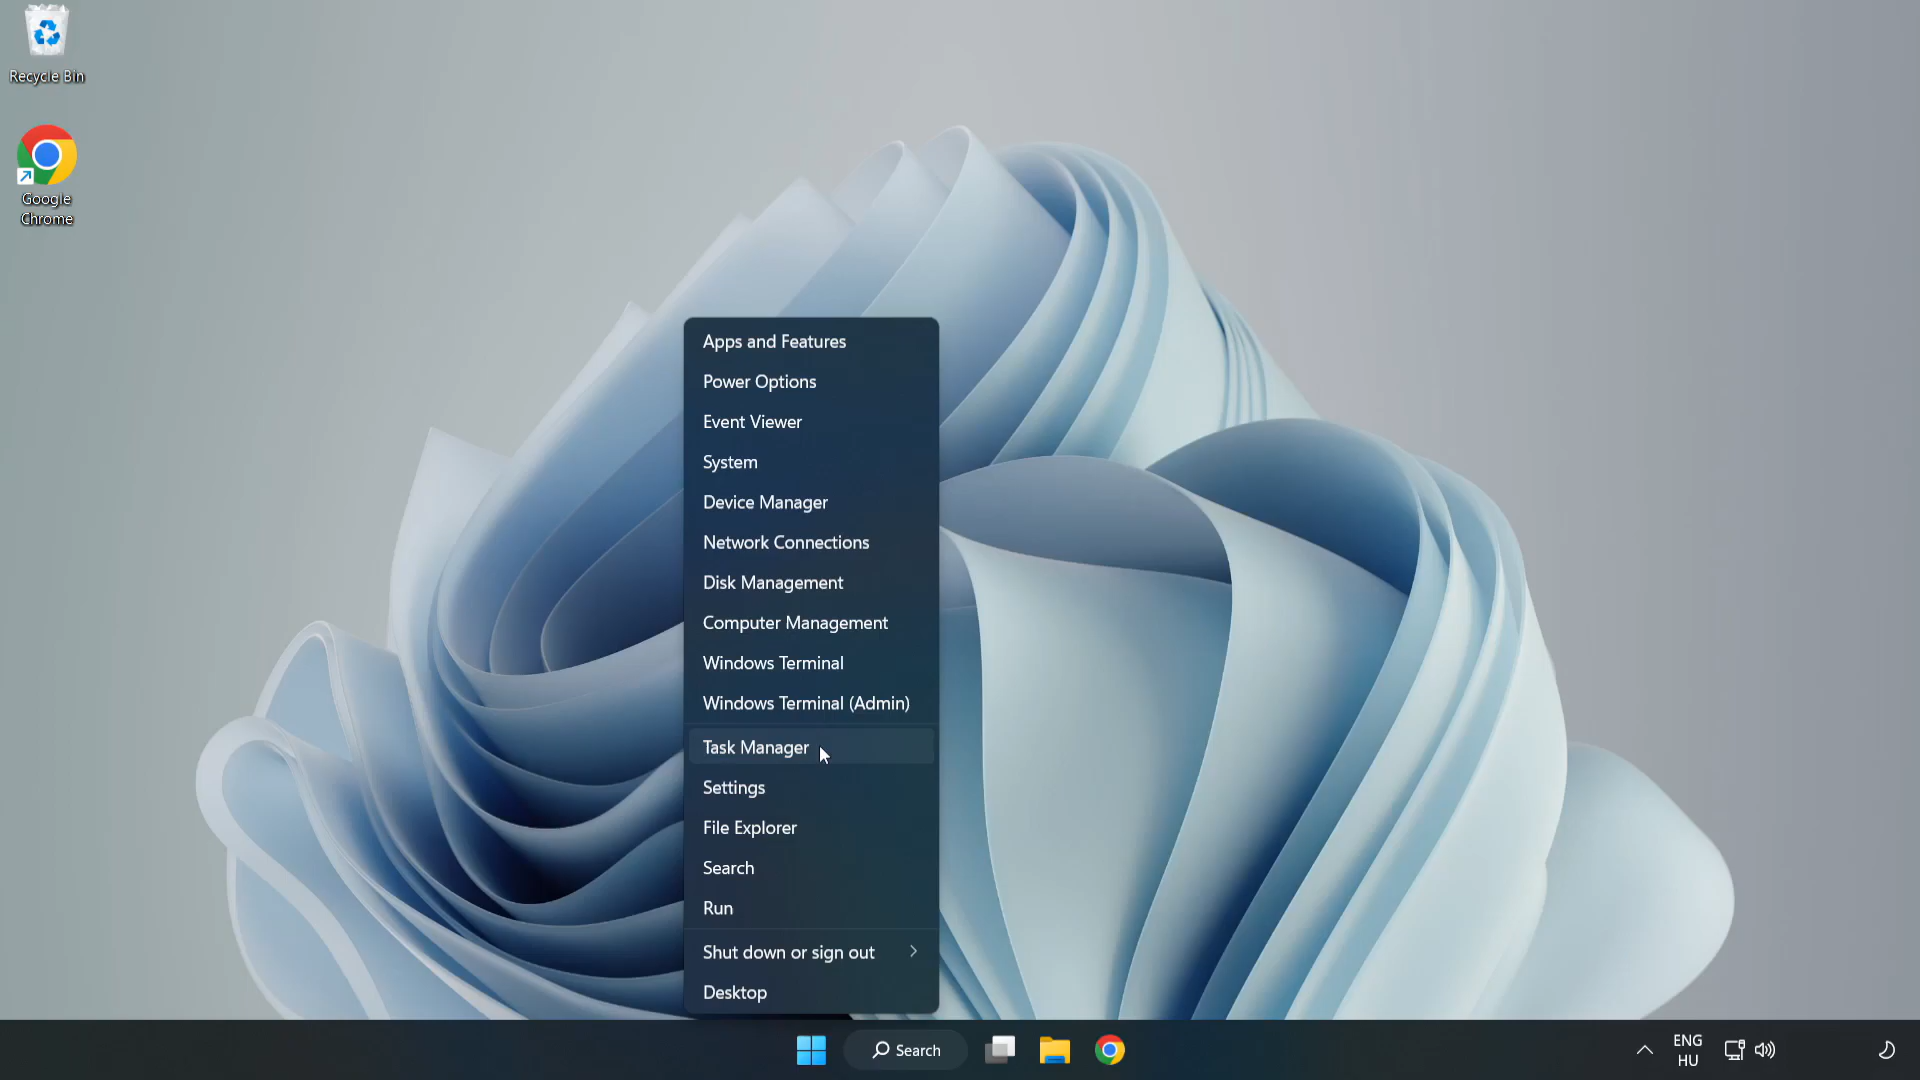 Recycle Bin
Google
Chrome
Apps and Features
Power Options
Event Viewer
System
Device Manager
Network Connections
Disk Management
Computer Management
Windows Terminal
Windows Terminal (Admin)
Task Manager
Settings
File Explorer
Search
Run
Shut down or sign out
Desktop
Search
ENG
HU